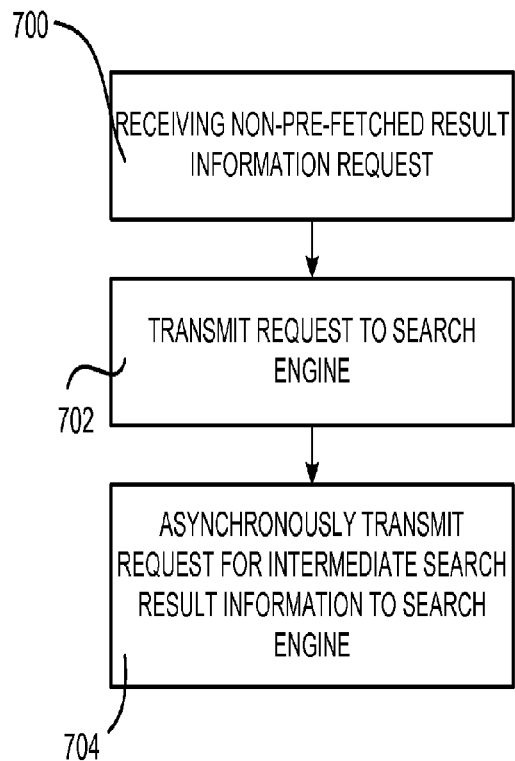 700
RECEIVING NON-PRE-FETCHED RESULT
INFORMATION REQUEST
TRANSMIT REQUEST TO SEARCH
ENGINE
702
ASYNCHRONOUSLY TRANSMIT
REQUEST FOR INTERMEDIATE SEARCH
RESULT INFORMATION TO SEARCH
ENGINE
704